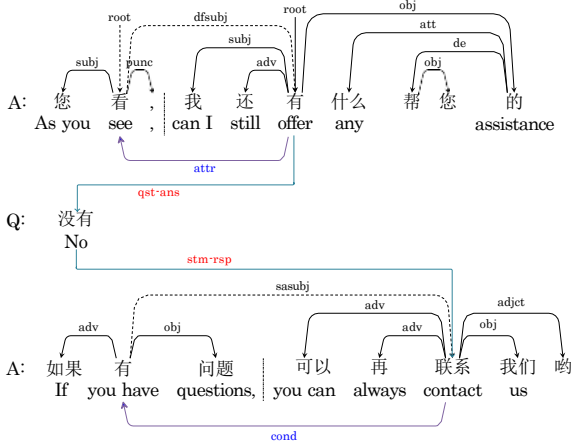 root dfsubj root obj
att
subj de
subj punc adv obj
A: 您 看 , 我 还 有 什么 帮 您 的
As you see , can I still offer any assistance
attr
qst-ans
Q: 没有
No
stm-rsp
sasubj
adv adjct
adv obj adv obj
A: 如果 有 问题 可以 再 联系 我们 哟
If you have questions, you can always contact us
cond